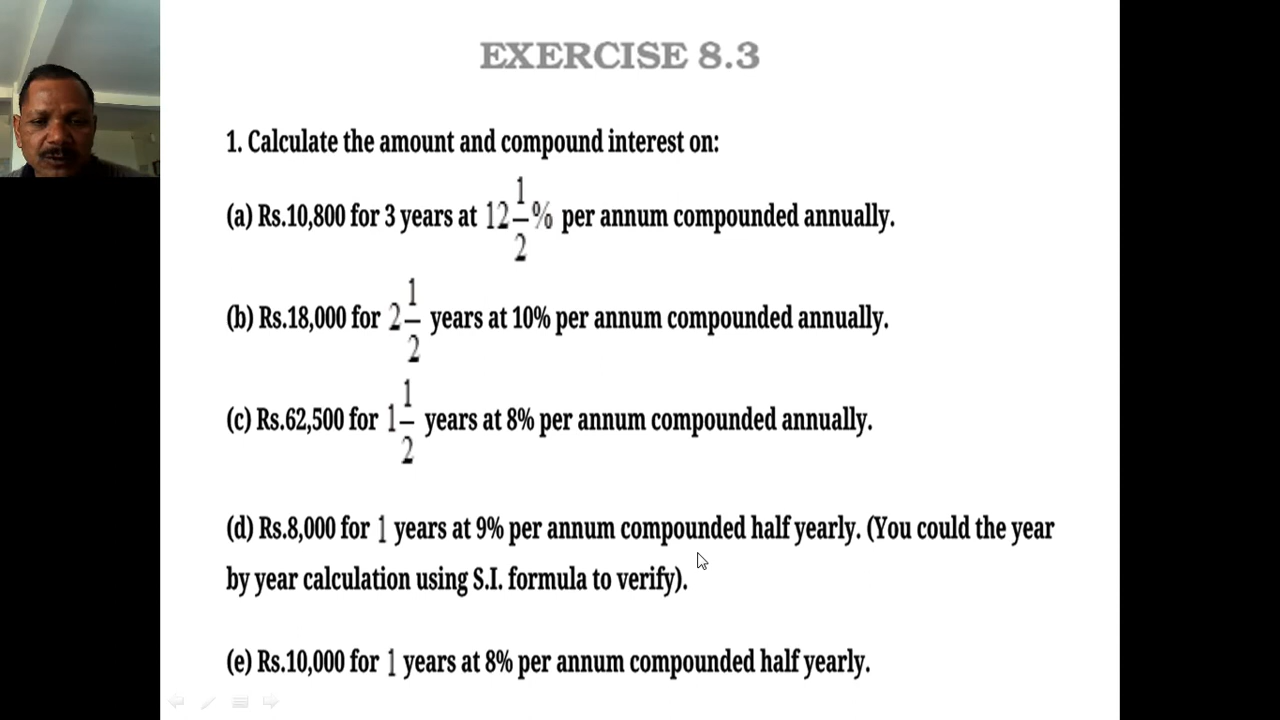 EXERCISE 8.3
1. Calculate the amount and compound interest on:
(a) Rs.10,800 for 3 years at 12 1/2 % per annum compounded annually.
(b) Rs.18,000 for 2 1/2 years at 10% per annum compounded annually.
(c) Rs.62,500 for 1 1/2 years at 8% per annum compounded annually.
(d) Rs.8,000 for 1 years at 9% per annum compounded half yearly. (You could the year
by year calculation using S.I. formula to verify).
(e) Rs.10,000 for 1 years at 8% per annum compounded half yearly.